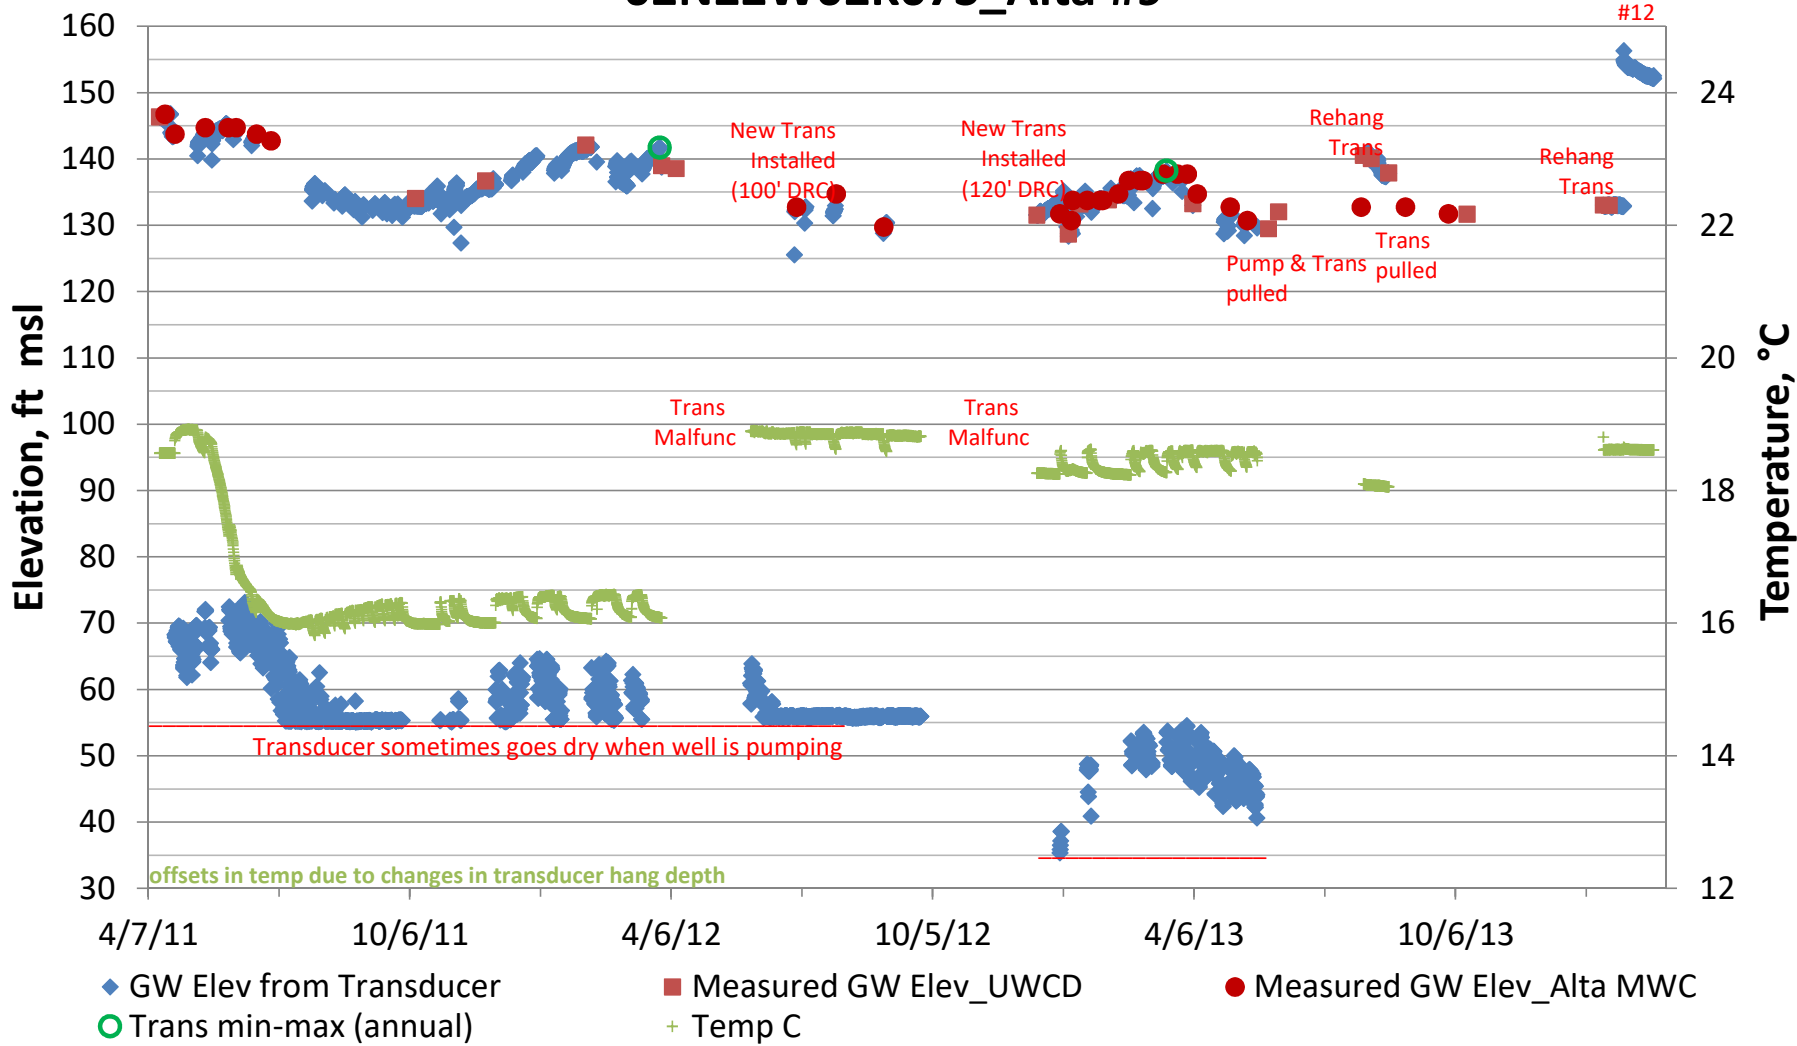 #12
160
150
140
130
120
110
100
90
80
70
60
50
40
30
Elevation, ft msl
24
22
20
18
16
14
12
Temperature, °C
New Trans
Installed
(100' DRC)
New Trans
Installed
(120' DRC)
Rehang
Trans
Rehang
Trans
Trans
pulled
Pump & Trans
pulled
Trans
Malfunc
Trans
Malfunc
Transducer sometimes goes dry when well is pumping
offsets in temp due to changes in transducer hang depth
4/7/11
10/6/11
4/6/12
10/5/12
4/6/13
10/6/13
GW Elev from Transducer
Measured GW Elev_UWCD
Measured GW Elev_Alta MWC
Trans min-max (annual)
Temp C